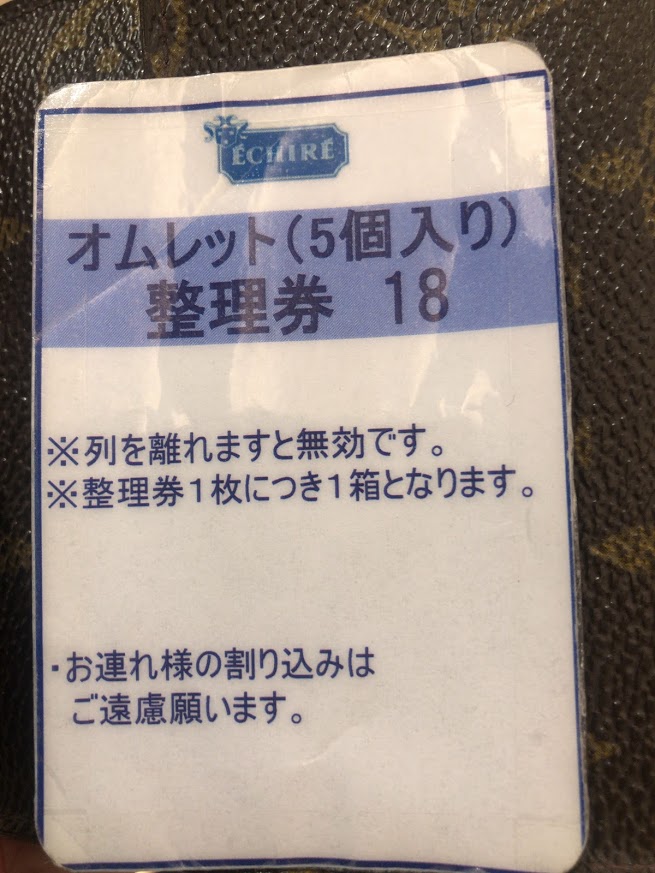 ÉCHIRÉ
オムレット(5個入り)
整理券 18
※列を離れますと無効です。
※整理券1枚につき1箱となります。
・お連れ様の割り込みは
ご遠慮願います。